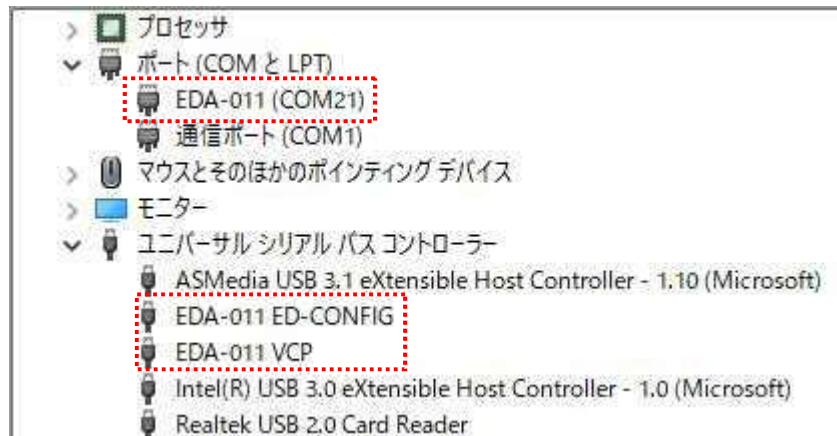 プロセッサ
ポート (COM と LPT)
EDA-011 (COM21)
通信ポート (COM1)
マウスとそのほかのポインティング デバイス
モニター
ユニバーサル シリアル バス コントローラー
ASMedia USB 3.1 eXtensible Host Controller - 1.10 (Microsoft)
EDA-011 ED-CONFIG
EDA-011 VCP
Intel(R) USB 3.0 eXtensible Host Controller - 1.0 (Microsoft)
Realtek USB 2.0 Card Reader